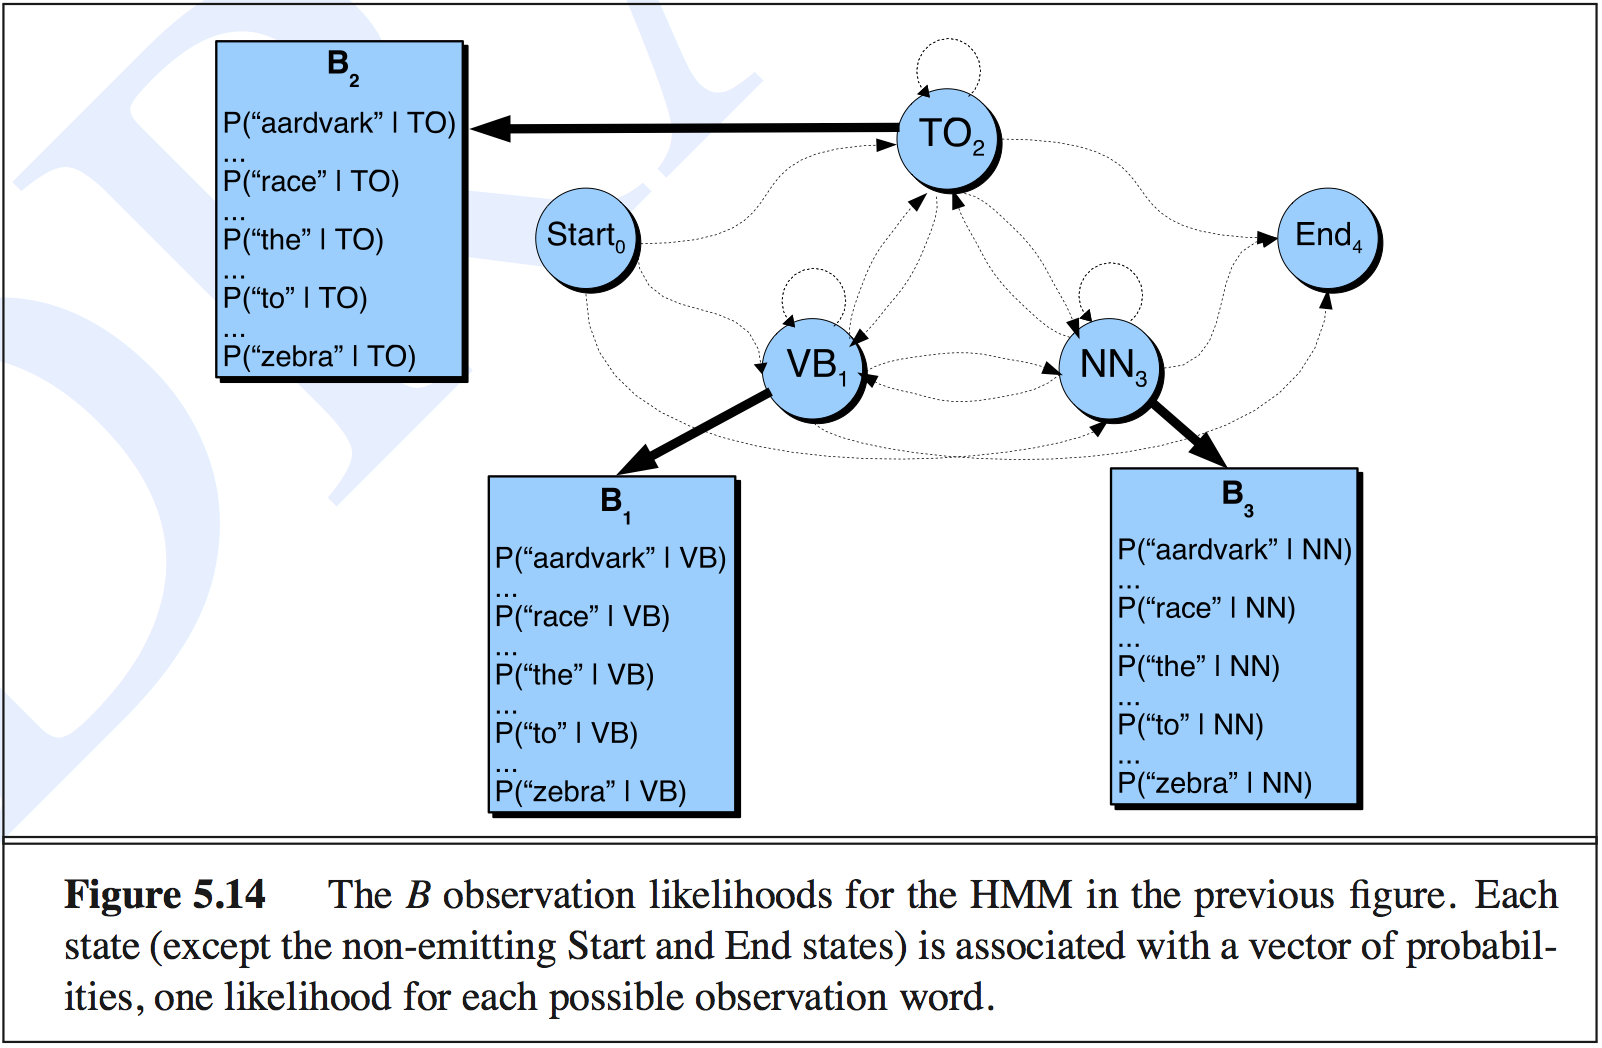 B2
P(“aardvark” | TO)
...
P(“race” | TO)
...
P(“the” | TO)
...
P(“to” | TO)
...
P(“zebra” | TO)
TO2
Start0
End4
VB1
NN3
B1
P(“aardvark” | VB)
...
P(“race” | VB)
...
P(“the” | VB)
...
P(“to” | VB)
...
P(“zebra” | VB)
B3
P(“aardvark” | NN)
...
P(“race” | NN)
...
P(“the” | NN)
...
P(“to” | NN)
...
P(“zebra” | NN)
Figure 5.14 The B observation likelihoods for the HMM in the previous figure. Each
state (except the non-emitting Start and End states) is associated with a vector of probabil-
ities, one likelihood for each possible observation word.